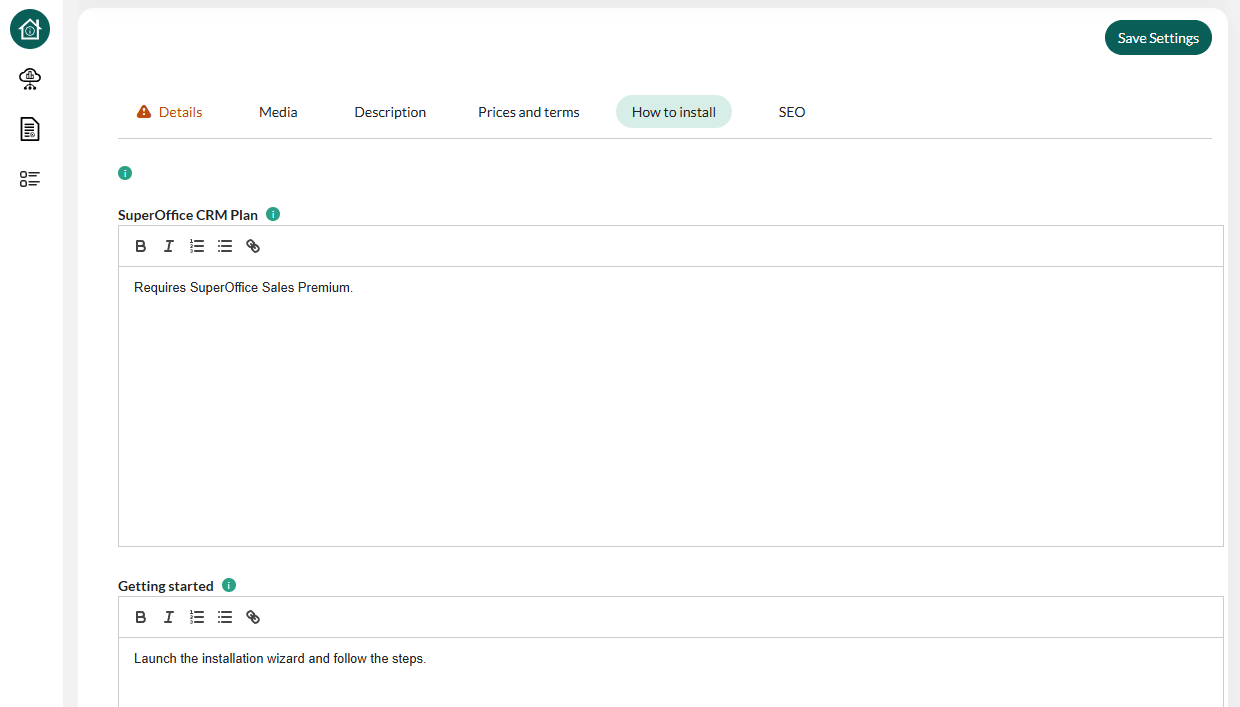 Save Settings
Details Media Description Prices and terms How to install SEO
SuperOffice CRM Plan
Requires SuperOffice Sales Premium.
Getting started
Launch the installation wizard and follow the steps.